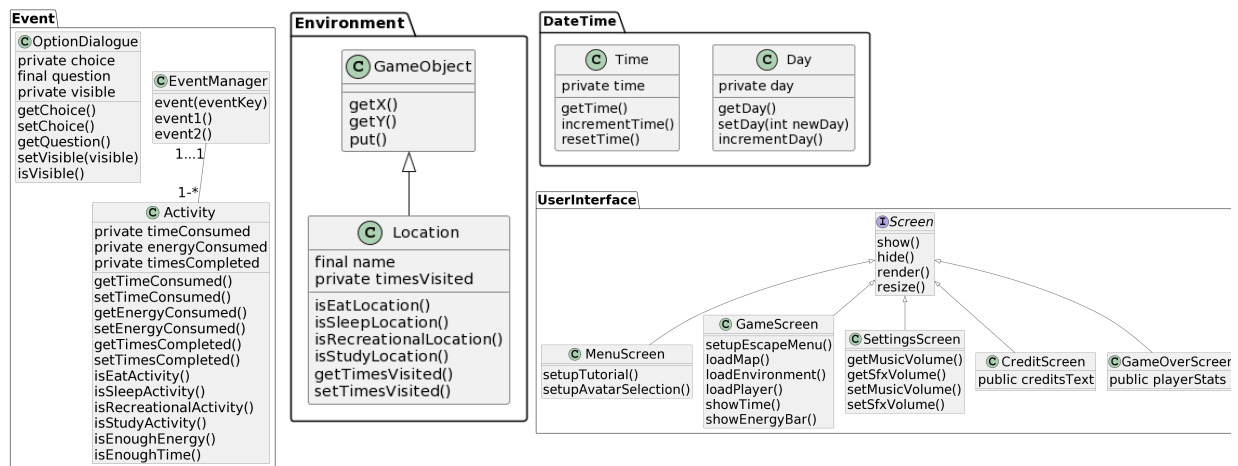 Event
OptionDialogue
private choice
final question
private visible
getChoice()
setChoice()
getQuestion()
setVisible(visible)
isVisible()
EventManager
event(eventKey)
event1()
event2()
1...1
1-*
Activity
private timeConsumed
private energyConsumed
private timesCompleted
getTimeConsumed()
setTimeConsumed()
getEnergyConsumed()
setEnergyConsumed()
getTimesCompleted()
setTimesCompleted()
isEatActivity()
isSleepActivity()
isRecreationalActivity()
isStudyActivity()
isEnoughEnergy()
isEnoughTime()
Environment
GameObject
getX()
getY()
put()
Location
final name
private timesVisited
isEatLocation()
isSleepLocation()
isRecreationalLocation()
isStudyLocation()
getTimesVisited()
setTimesVisited()
DateTime
Time
private time
getTime()
incrementTime()
resetTime()
Day
private day
getDay()
setDay(int newDay)
incrementDay()
UserInterface
Screen
show()
hide()
render()
resize()
MenuScreen
setupTutorial()
setupAvatarSelection()
GameScreen
setupEscapeMenu()
loadMap()
loadEnvironment()
loadPlayer()
showTime()
showEnergyBar()
SettingsScreen
getMusicVolume()
getSfxVolume()
setMusicVolume()
setSfxVolume()
CreditScreen
public creditsText
GameOverScreen
public playerStats